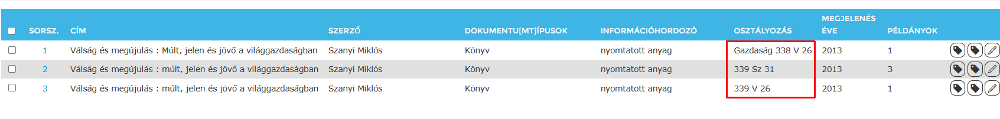 SORSZ. CÍM SZERZŐ DOKUMENTU[MT]ÍPUSOK INFORMÁCIÓHORDOZÓ OSZTÁLYOZÁS MEGJELENÉS ÉVE PÉLDÁNYOK
1 Válság és megújulás : Múlt, jelen és jövő a világgazdaságban Szanyi Miklós Könyv nyomtatott anyag Gazdaság 338 V 26 2013 1
2 Válság és megújulás : múlt, jelen és jövő a világgazdaságban Szanyi Miklós Könyv nyomtatott anyag 339 Sz 31 2013 3
3 Válság és megújulás : múlt, jelen és jövő a világgazdaságban Szanyi Miklós Könyv nyomtatott anyag 339 V 26 2013 1